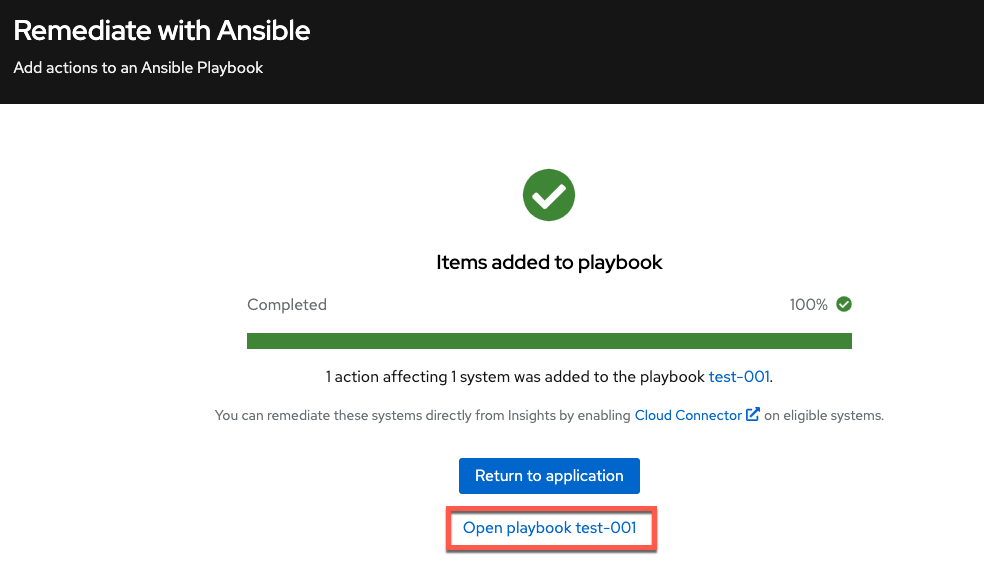 Remediate with Ansible
Add actions to an Ansible Playbook
Items added to playbook
Completed 100%
1 action affecting 1 system was added to the playbook test-001.
You can remediate these systems directly from Insights by enabling Cloud Connector on eligible systems.
Return to application
Open playbook test-001